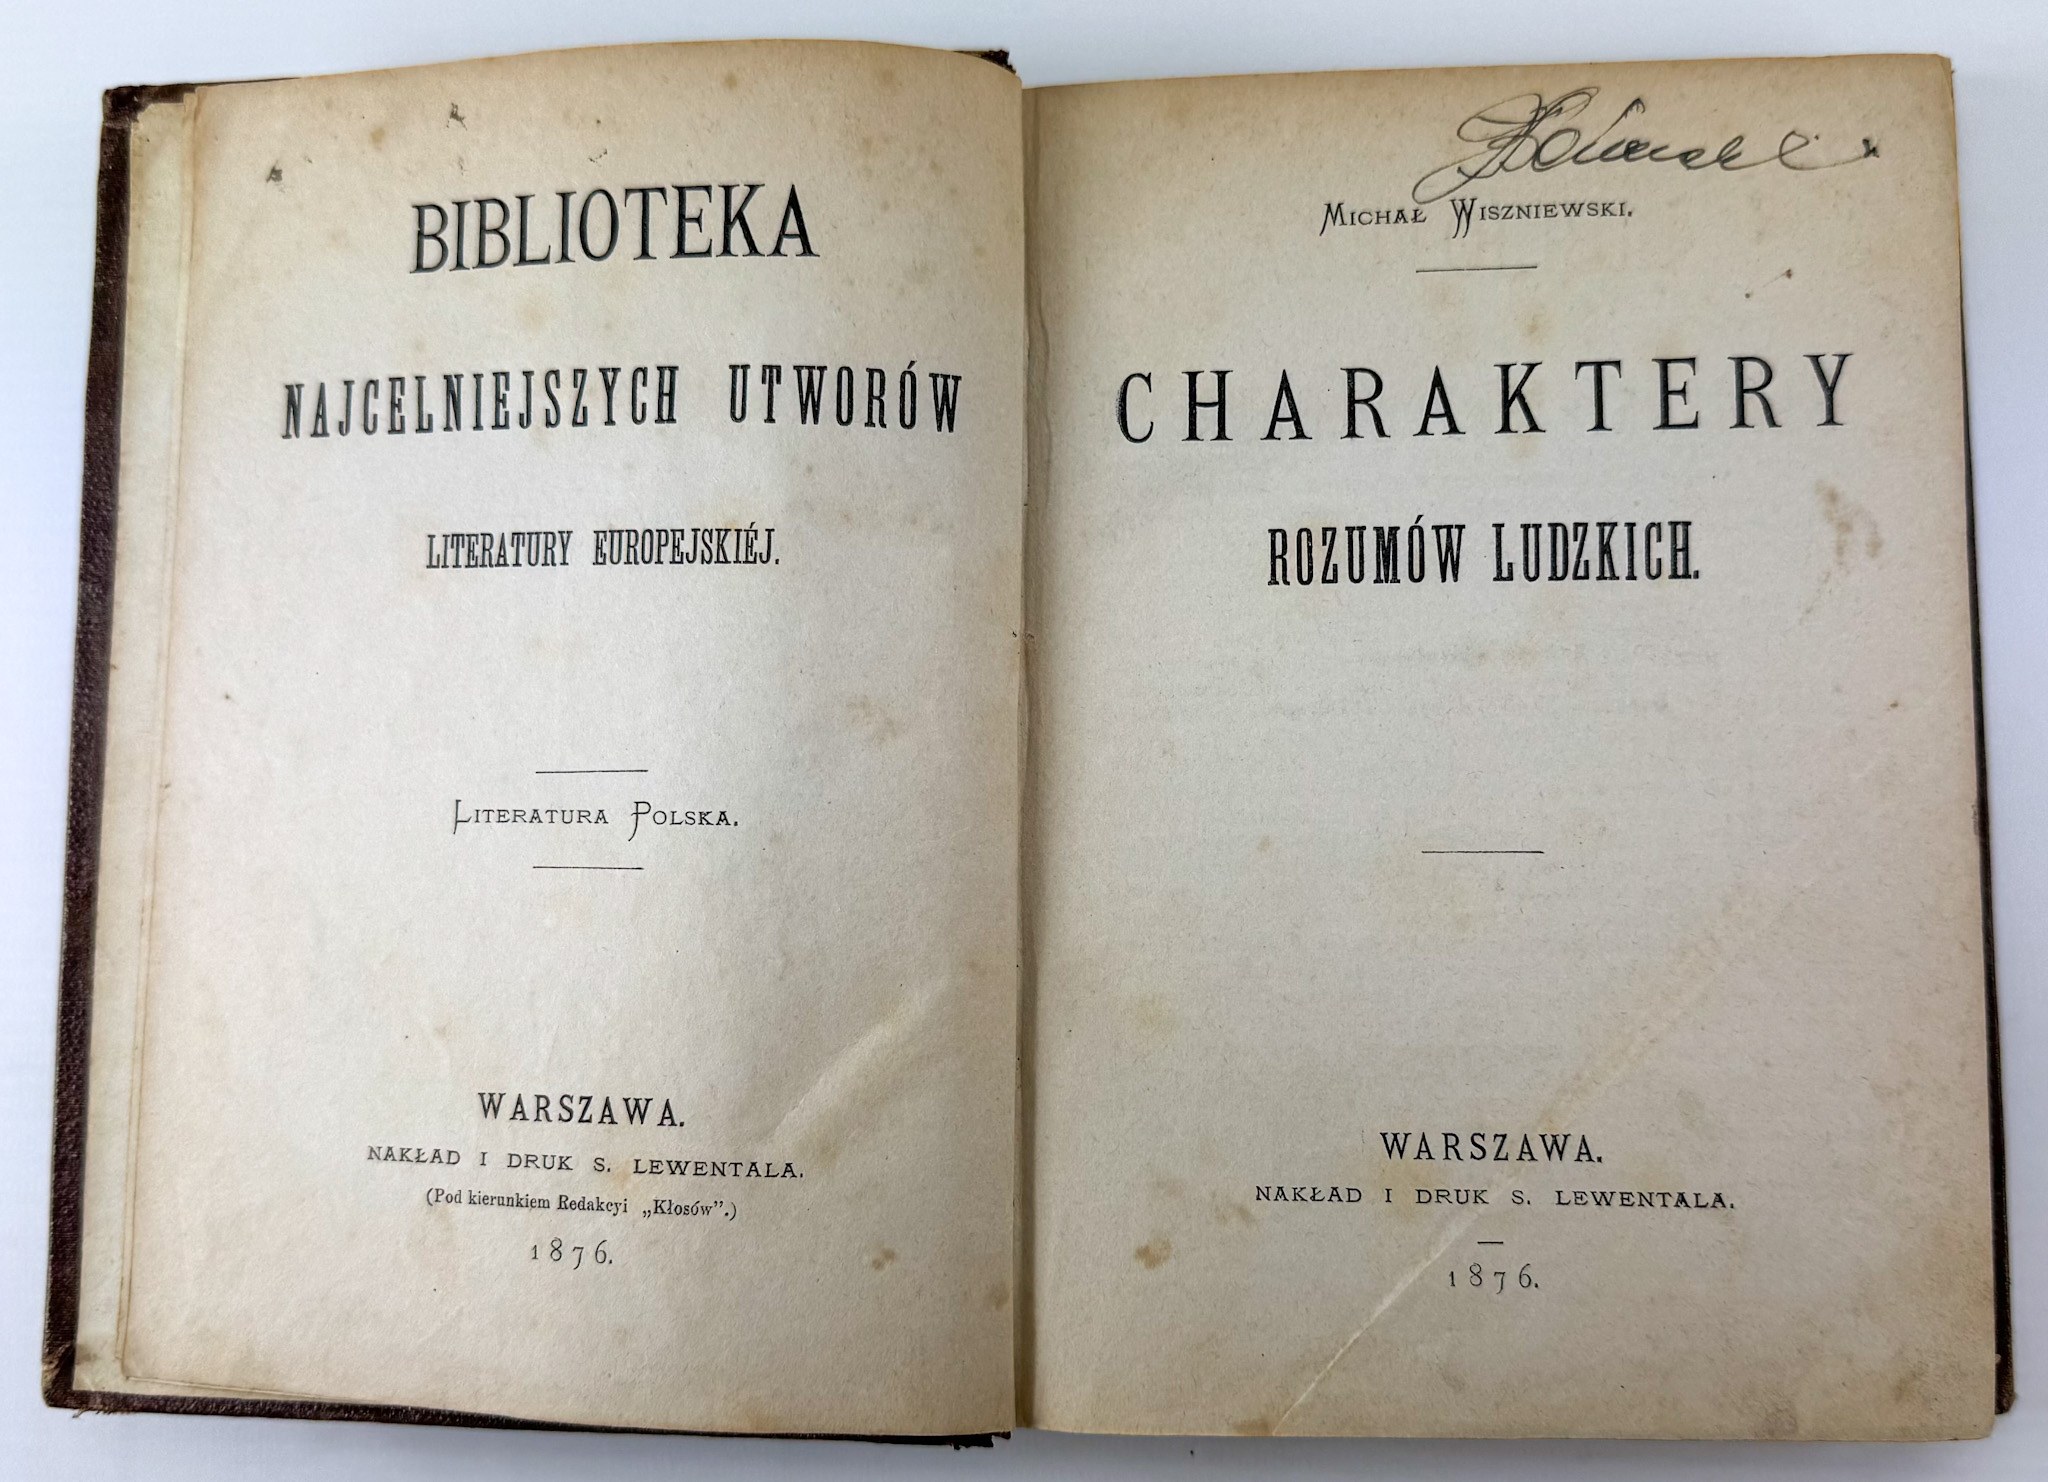 BIBLIOTEKA
NAJCELNIEJSZYCH UTWORÓW
LITERATURY EUROPEJSKIÉJ.
LITERATURA POLSKA.
WARSZAWA.
NAKŁAD I DRUK S. LEWENTALA.
(Pod kierunkiem Redakcyi „Kłosów”.)
1876.
MICHAŁ WISZNIEWSKI.
CHARAKTERY
ROZUMÓW LUDZKICH.
WARSZAWA.
NAKŁAD I DRUK S. LEWENTALA.
1876.